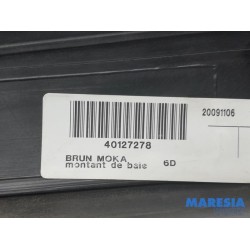 20091106
40127278
BRUN MOKA
montant de baie 6D
MARESIA